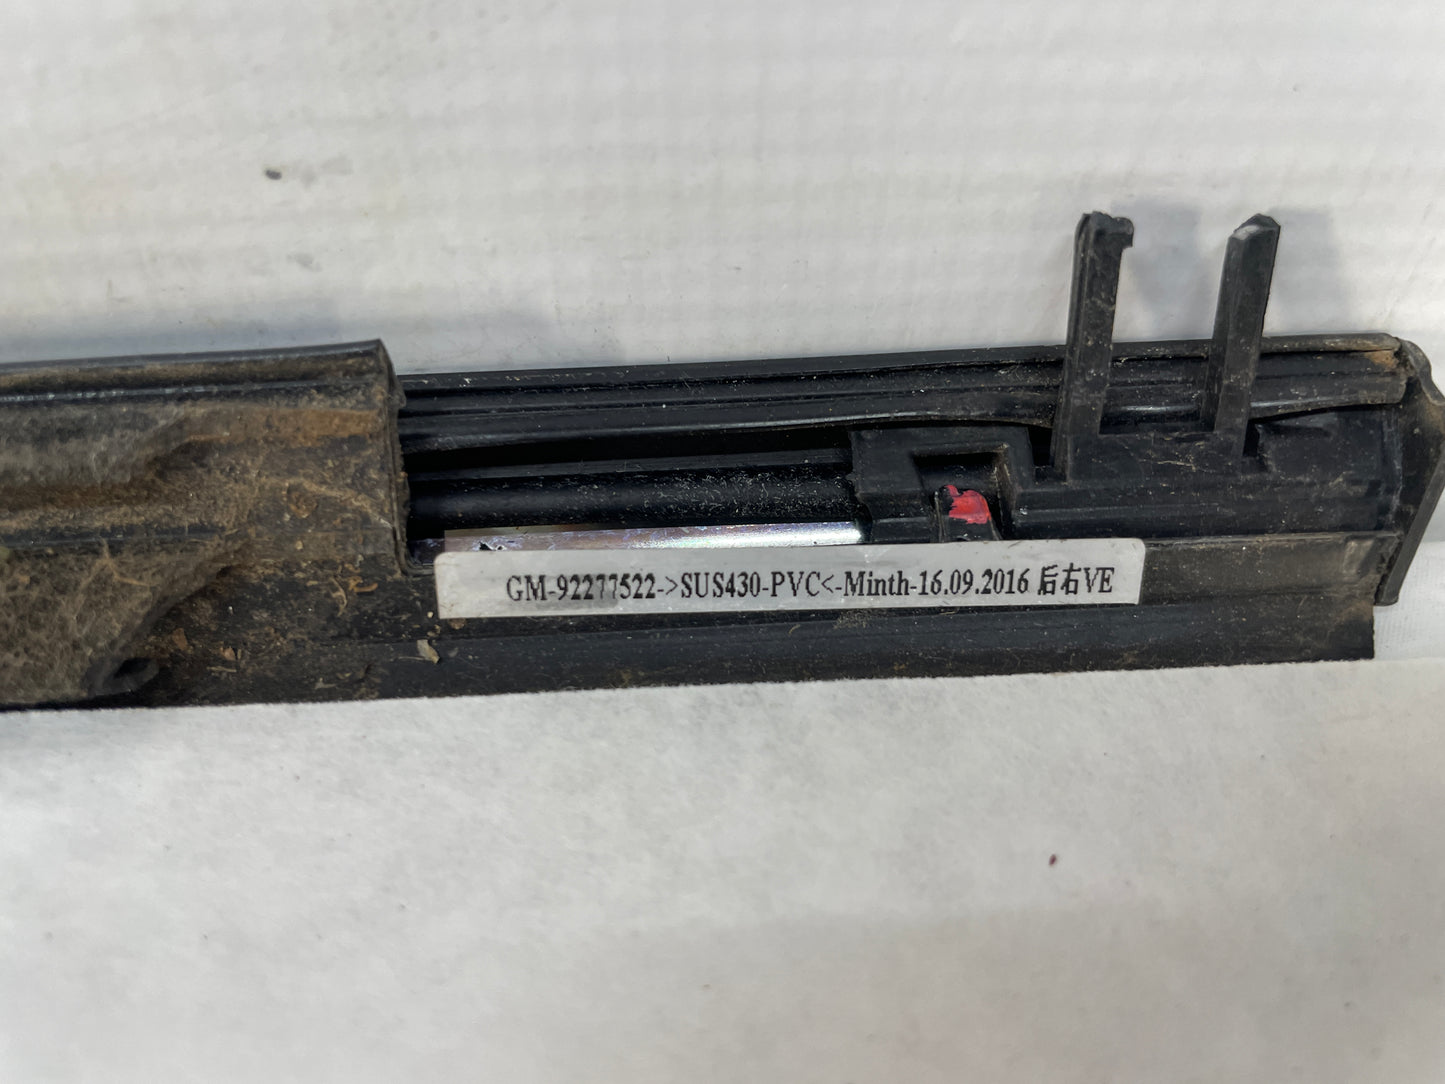 GM-92277522->SUS430-PVC<-Minth-16.09.2016 后右VE